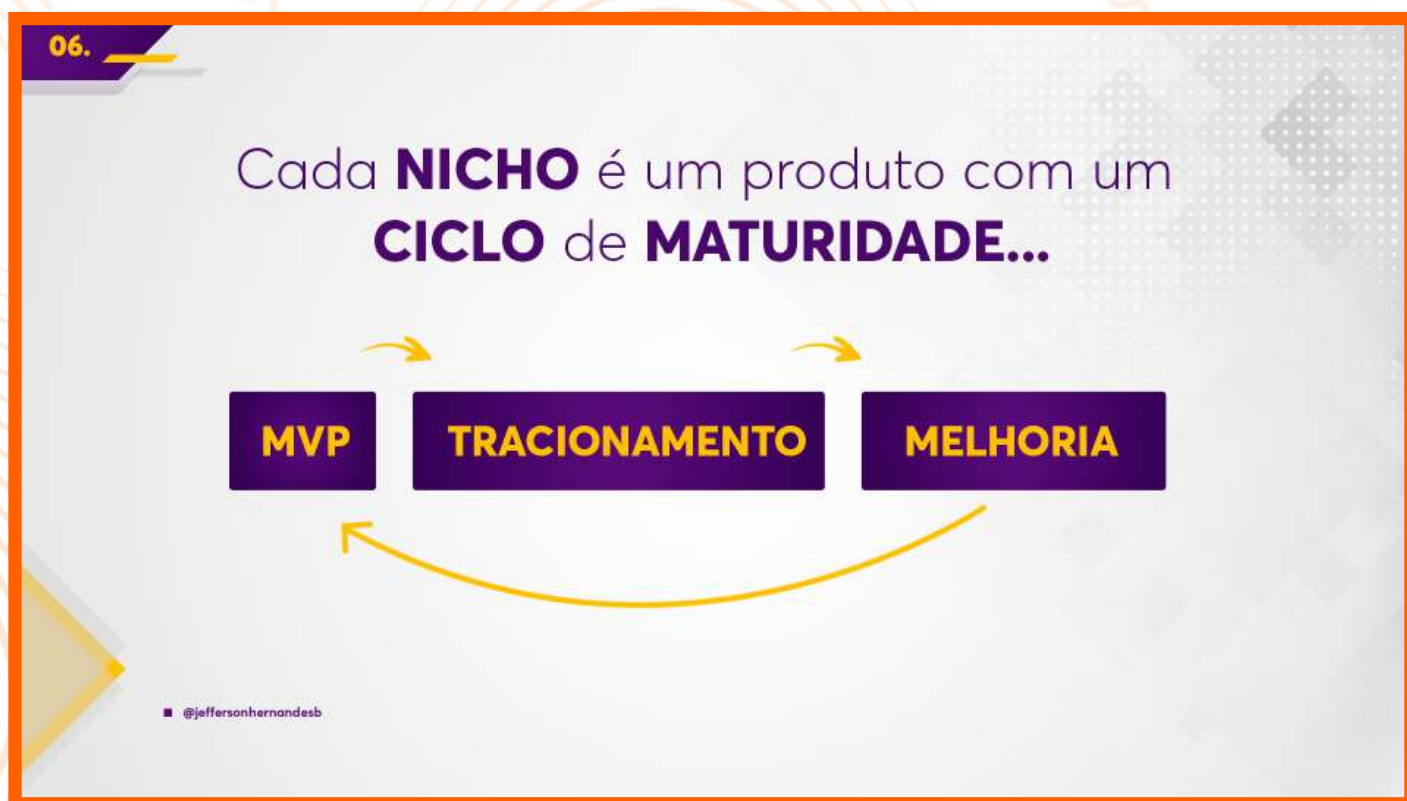 06.
Cada NICHO é um produto com um
CICLO de MATURIDADE...
MVP
TRACIONAMENTO
MELHORIA
@jeffersonhernandesb